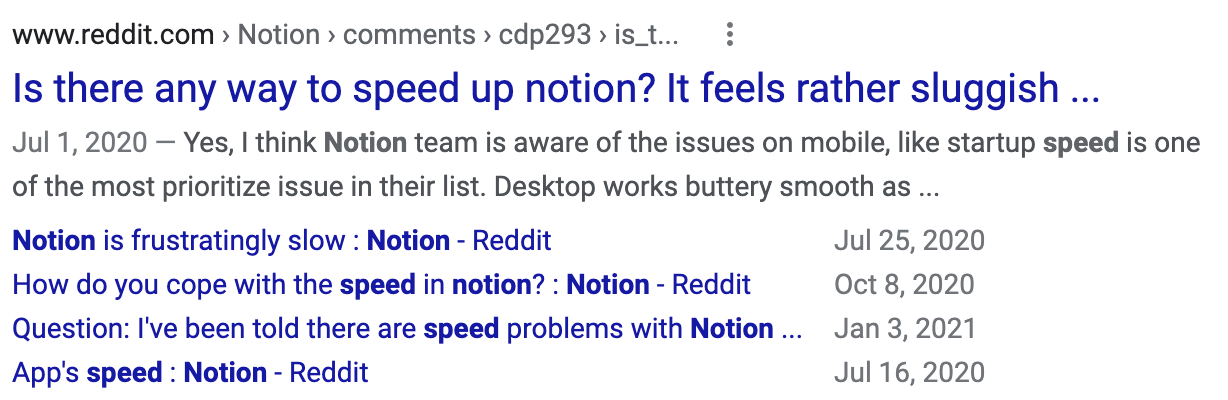 www.reddit.com › Notion › comments › cdp293 › is_t...
Is there any way to speed up notion? It feels rather sluggish ...
Jul 1, 2020 — Yes, I think Notion team is aware of the issues on mobile, like startup speed is one
of the most prioritize issue in their list. Desktop works buttery smooth as ...
Notion is frustratingly slow : Notion - Reddit Jul 25, 2020
How do you cope with the speed in notion? : Notion - Reddit Oct 8, 2020
Question: I've been told there are speed problems with Notion ... Jan 3, 2021
App's speed : Notion - Reddit Jul 16, 2020